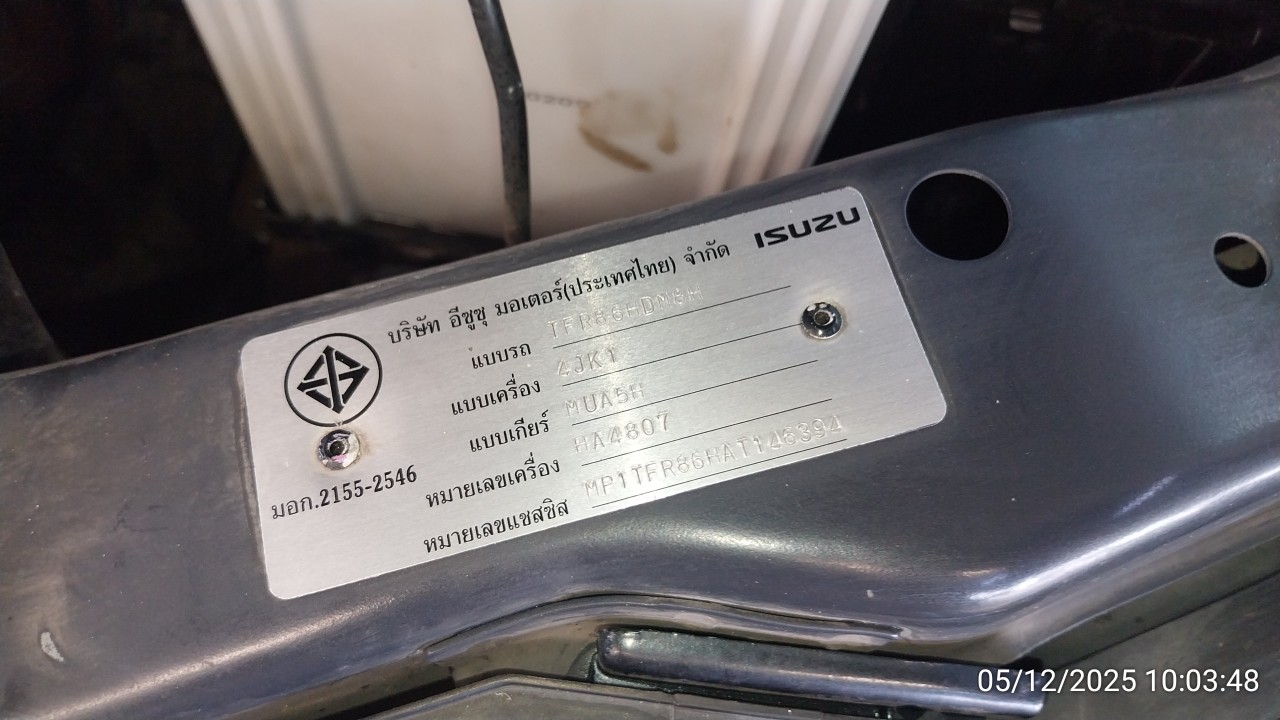 ISUZU
บริษัท อีซูซุ มอเตอร์(ประเทศไทย) จำกัด
แบบรถ TFR86HDM8H
แบบเครื่อง 4JK1
แบบเกียร์ MUA5H
หมายเลขเครื่อง HA4807
หมายเลขแชสซิส MP1TFR86HAT145394
มอก.2155-2546
05/12/2025 10:03:48